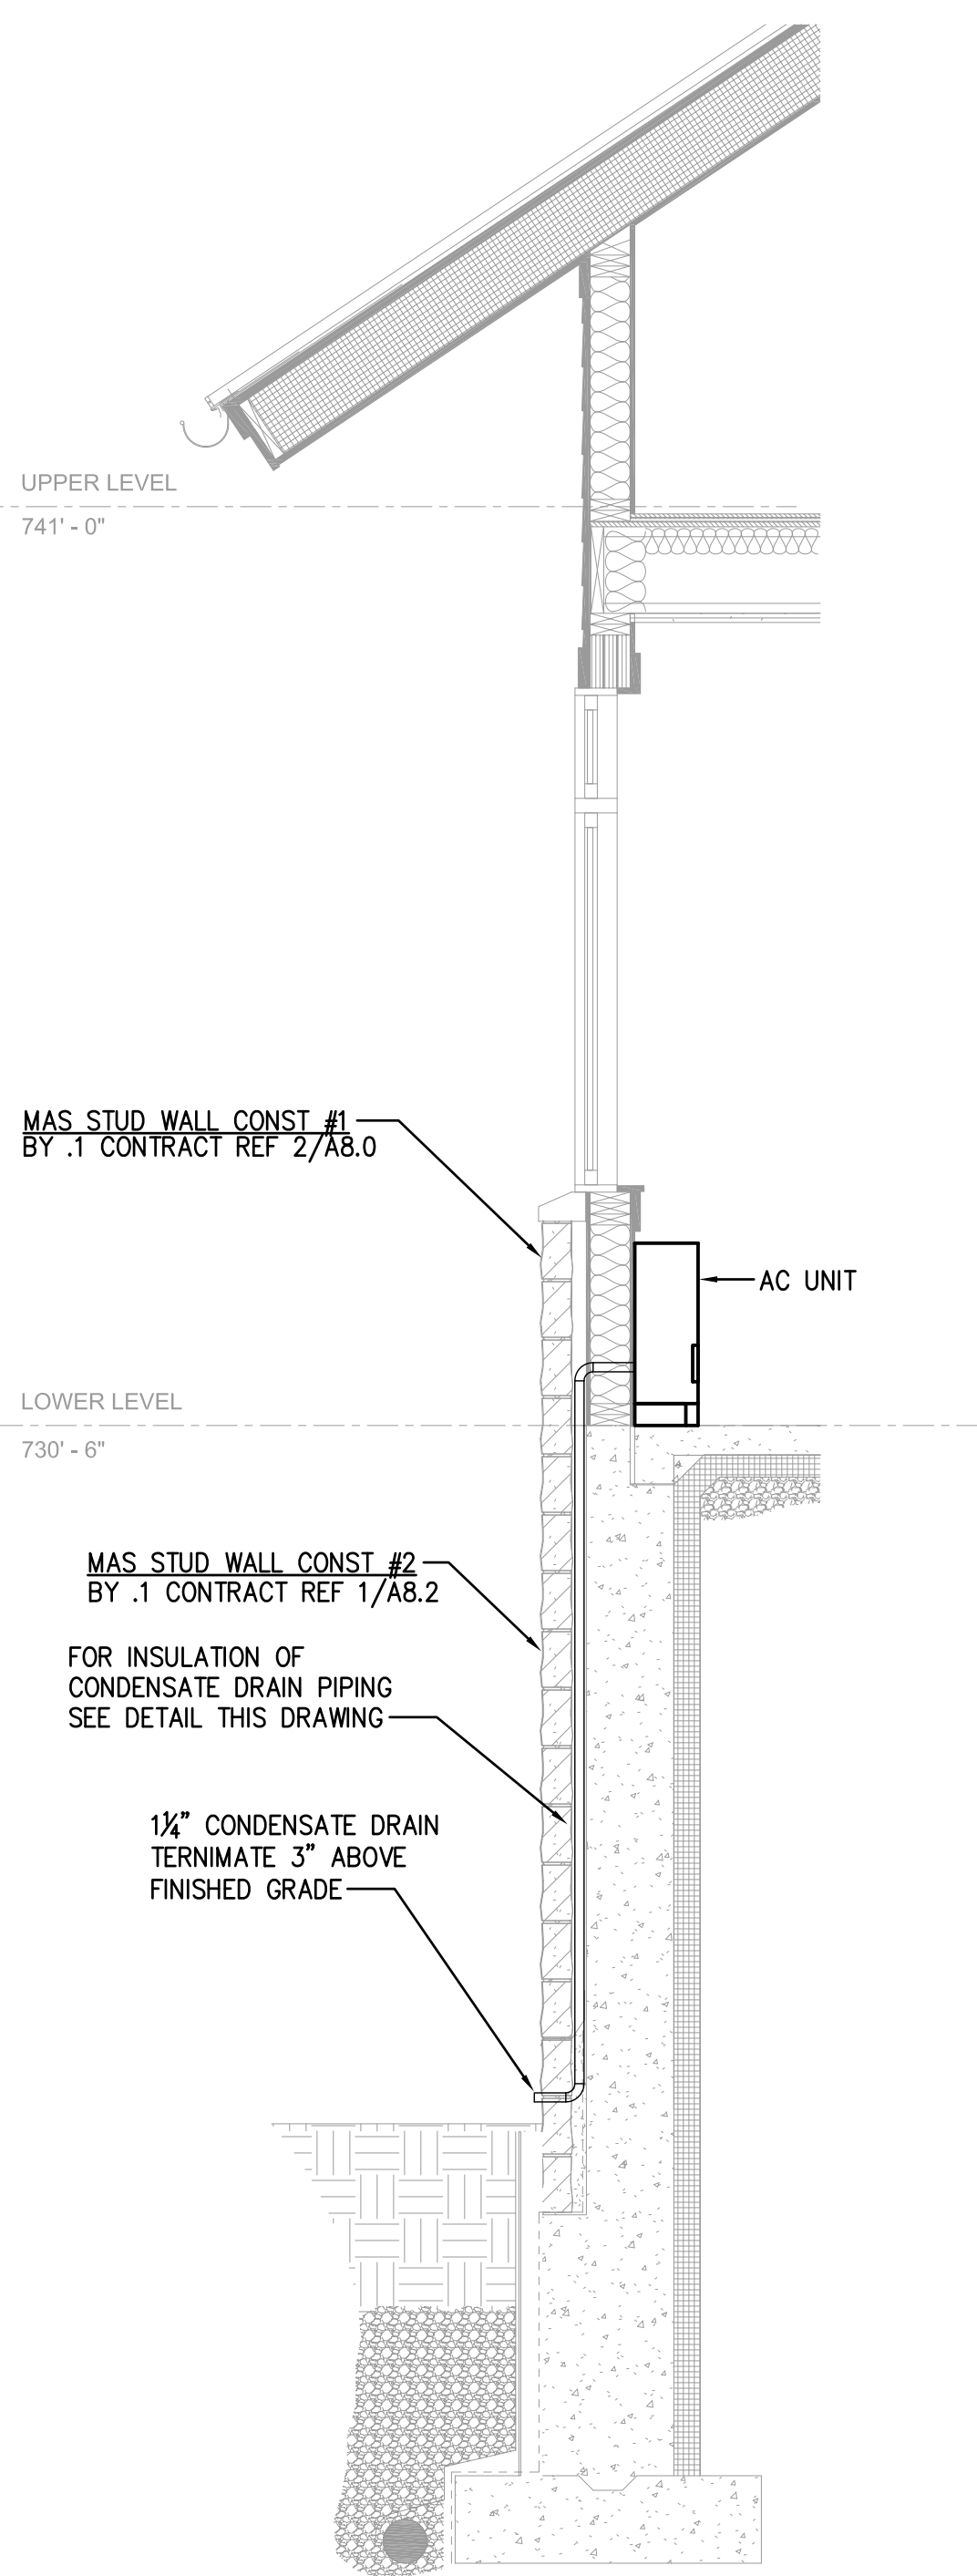 UPPER LEVEL
741' - 0"
MAS STUD WALL CONST #1
BY .1 CONTRACT REF 2/A8.0
AC UNIT
LOWER LEVEL
730' - 6"
MAS STUD WALL CONST #2
BY .1 CONTRACT REF 1/A8.2
FOR INSULATION OF
CONDENSATE DRAIN PIPING
SEE DETAIL THIS DRAWING
1¼" CONDENSATE DRAIN
TERNIMATE 3" ABOVE
FINISHED GRADE